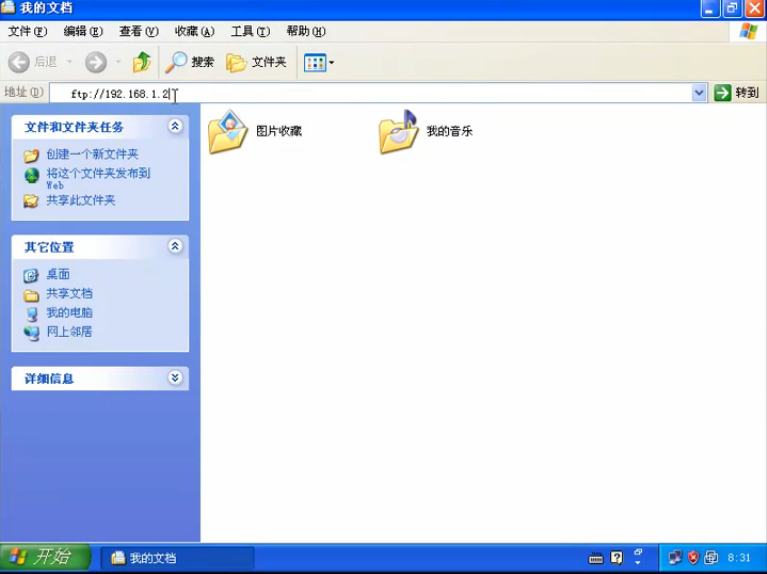 我的文档
文件(F) 编辑(E) 查看(V) 收藏(A) 工具(T) 帮助(H)
后退 搜索 文件夹
地址(D) ftp://192.168.1.2 转到
文件和文件夹任务
创建一个新文件夹
将这个文件夹发布到
Web
共享此文件夹
其它位置
桌面
共享文档
我的电脑
网上邻居
详细信息
图片收藏
我的音乐
开始 我的文档 8:31